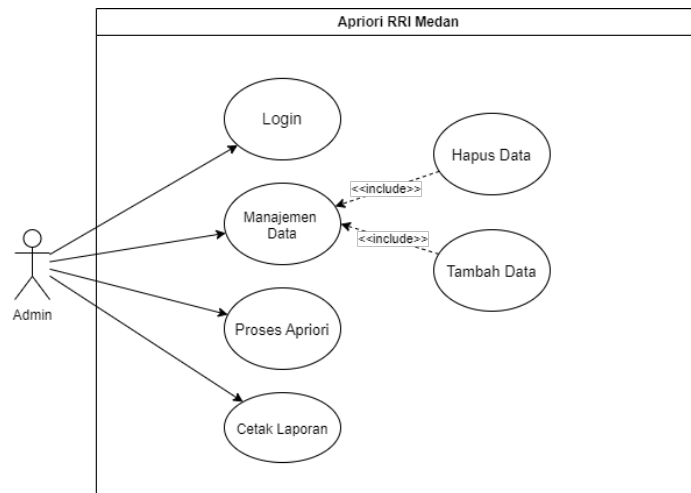 Apriori RRI Medan
Login
Hapus Data
<<include>>
Manajemen
Data
<<include>>
Tambah Data
Admin
Proses Apriori
Cetak Laporan